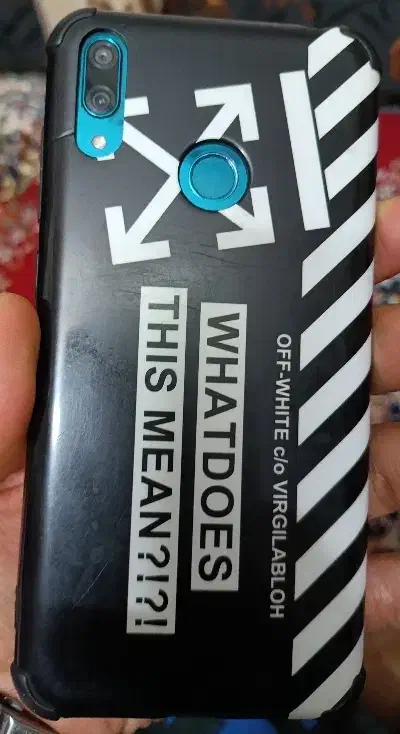 OFF-WHITE c/o VIRGILABLOH
WHATDOES
THIS MEAN?!?!